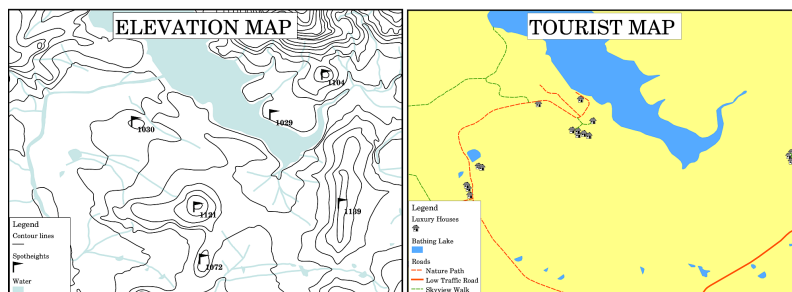 ELEVATION MAP
1104
1029
1030
1121
1139
1072
Legend
Contour lines
Spotheights
Water
TOURIST MAP
Legend
Luxury Houses
Bathing Lake
Roads
Nature Path
Low Traffic Road
Skyview Walk